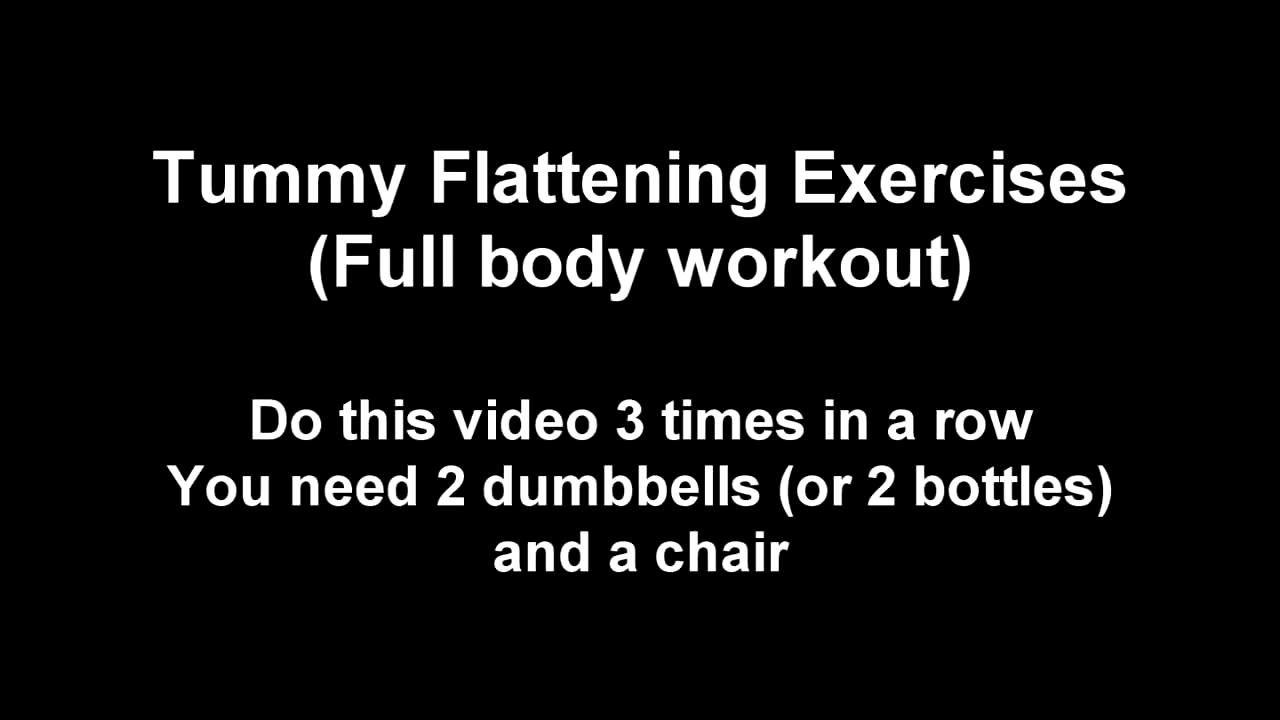 Tummy Flattening Exercises
(Full body workout)
Do this video 3 times in a row
You need 2 dumbbells (or 2 bottles)
and a chair